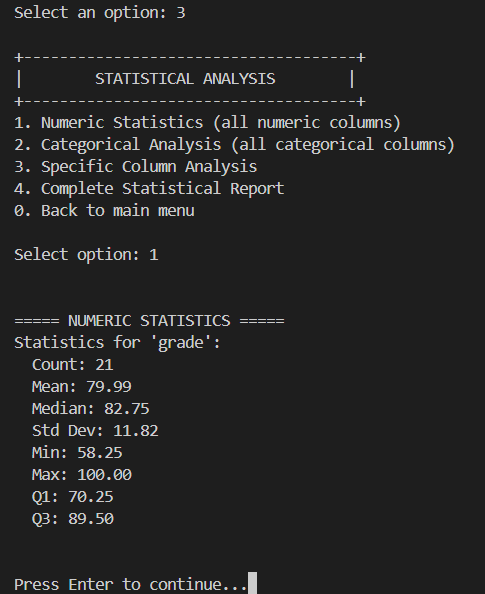 Select an option: 3
+-------------------------------------+
|        STATISTICAL ANALYSIS        |
+-------------------------------------+
1. Numeric Statistics (all numeric columns)
2. Categorical Analysis (all categorical columns)
3. Specific Column Analysis
4. Complete Statistical Report
0. Back to main menu
Select option: 1
===== NUMERIC STATISTICS =====
Statistics for 'grade':
  Count: 21
  Mean: 79.99
  Median: 82.75
  Std Dev: 11.82
  Min: 58.25
  Max: 100.00
  Q1: 70.25
  Q3: 89.50
Press Enter to continue...